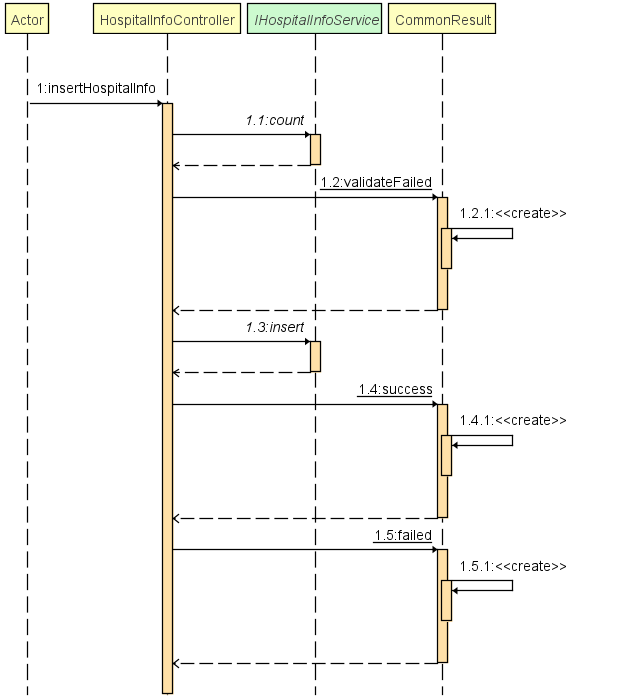 Actor
HospitalInfoController
IHospitalInfoService
CommonResult
1:insertHospitalInfo
1.1:count
1.2:validateFailed
1.2.1:<<create>>
1.3:insert
1.4:success
1.4.1:<<create>>
1.5:failed
1.5.1:<<create>>